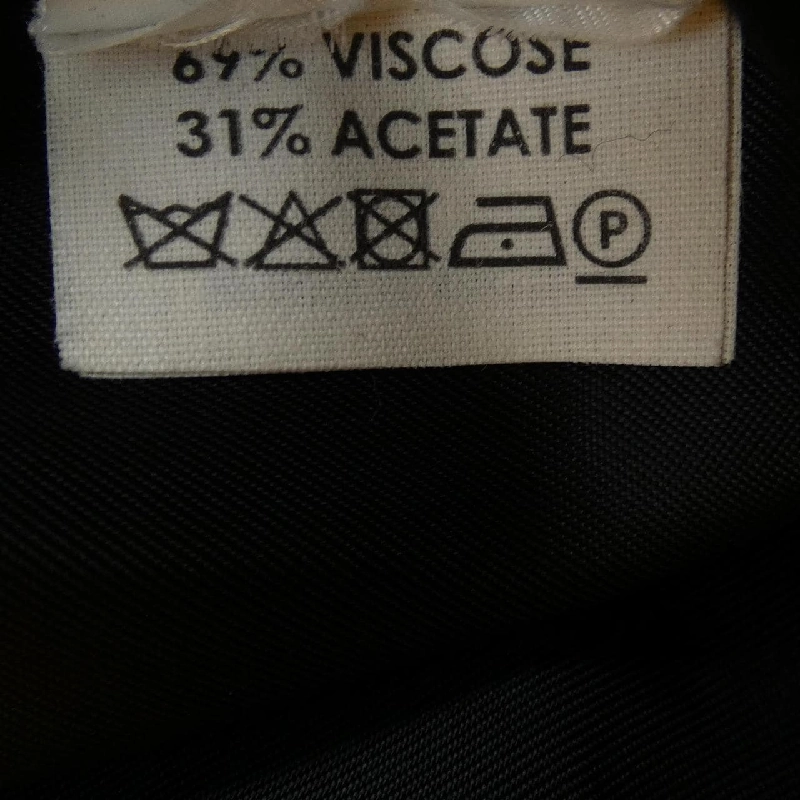 69% VISCOSE
31% ACETATE
P